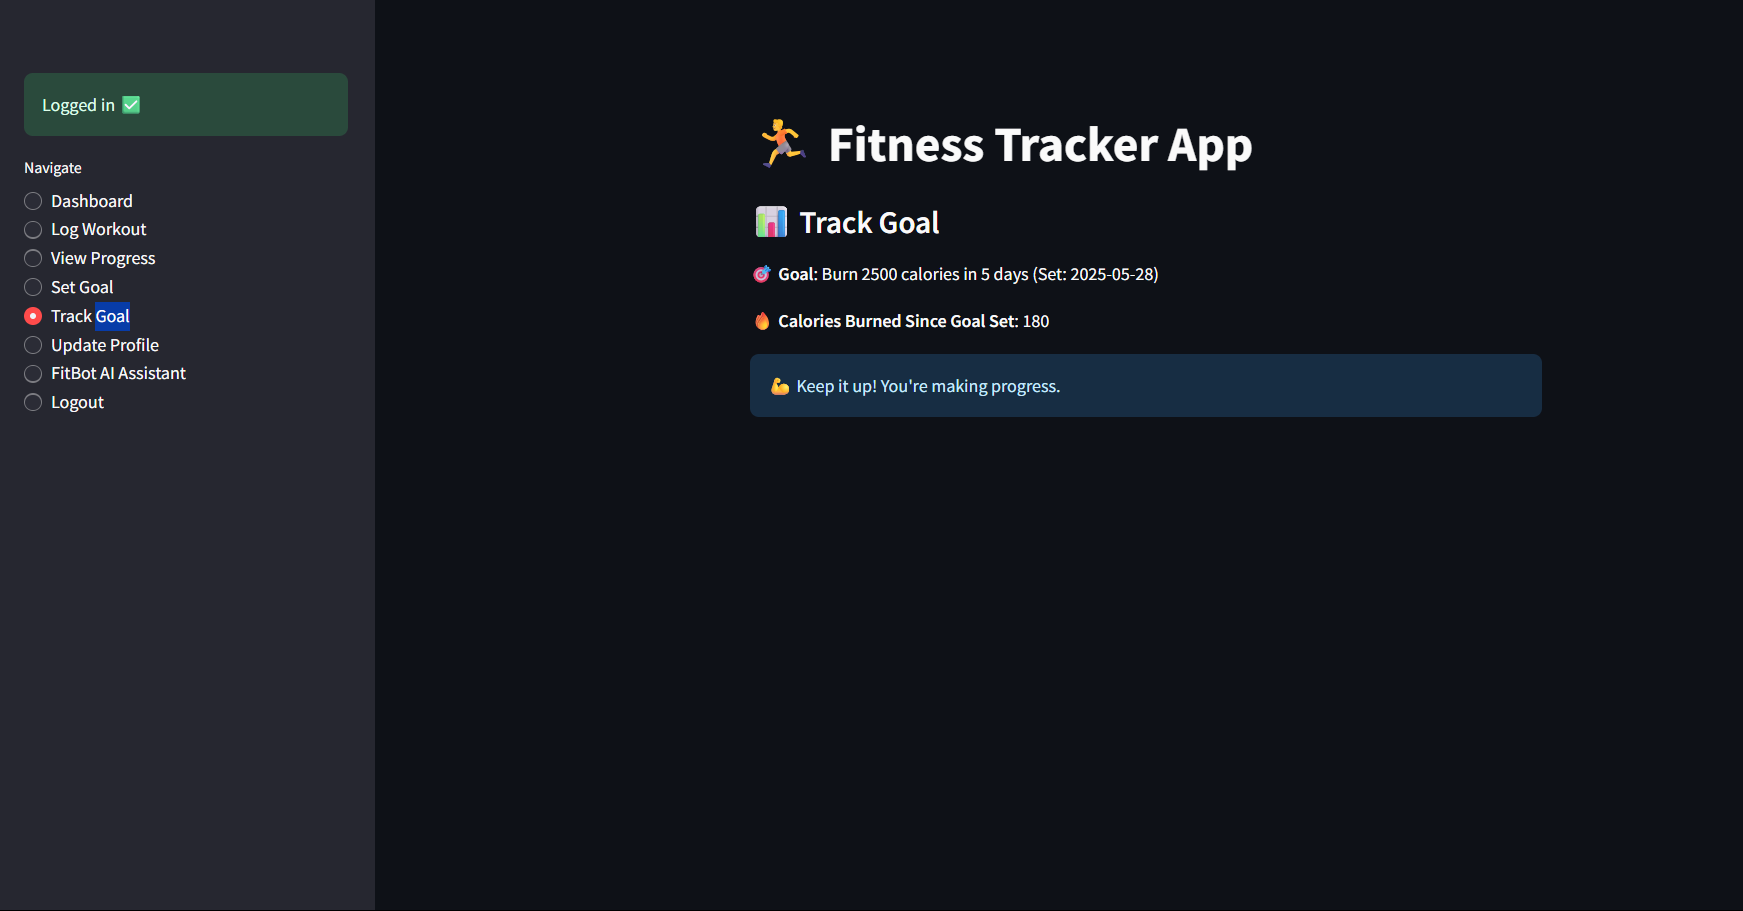 Logged in ✅
Navigate
Dashboard
Log Workout
View Progress
Set Goal
Track Goal
Update Profile
FitBot AI Assistant
Logout
🏃 Fitness Tracker App
📊 Track Goal
🎯 Goal: Burn 2500 calories in 5 days (Set: 2025-05-28)
🔥 Calories Burned Since Goal Set: 180
💪 Keep it up! You're making progress.